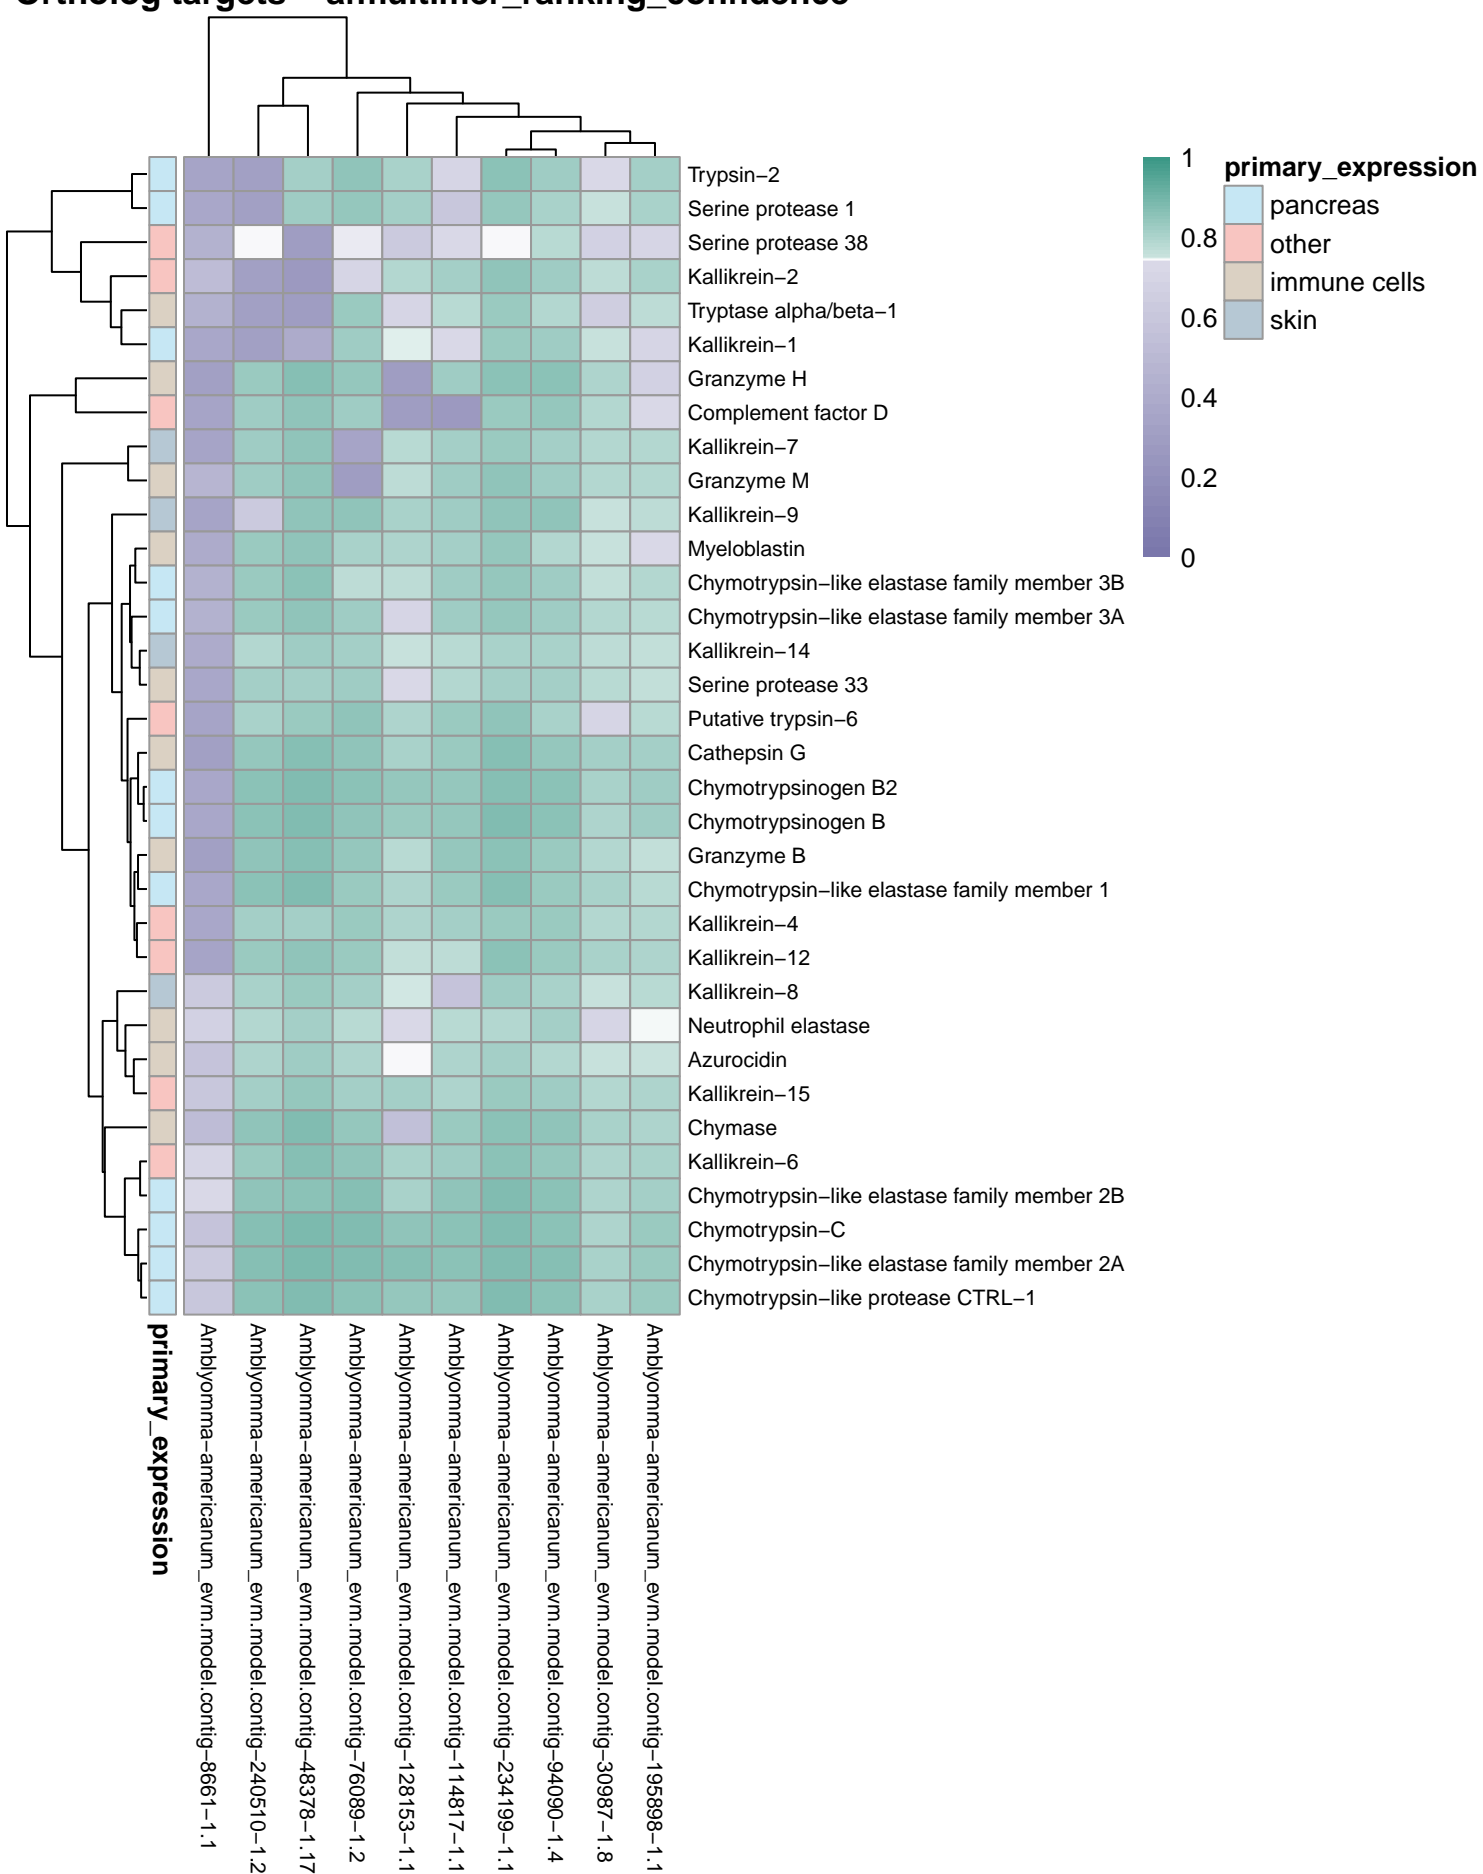 1
0.8
0.6
0.4
0.2
0
primary_expression
pancreas
other
immune cells
skin
Trypsin−2
Serine protease 1
Serine protease 38
Kallikrein−2
Tryptase alpha/beta−1
Kallikrein−1
Granzyme H
Complement factor D
Kallikrein−7
Granzyme M
Kallikrein−9
Myeloblastin
Chymotrypsin−like elastase family member 3B
Chymotrypsin−like elastase family member 3A
Kallikrein−14
Serine protease 33
Putative trypsin−6
Cathepsin G
Chymotrypsinogen B2
Chymotrypsinogen B
Granzyme B
Chymotrypsin−like elastase family member 1
Kallikrein−4
Kallikrein−12
Kallikrein−8
Neutrophil elastase
Azurocidin
Kallikrein−15
Chymase
Kallikrein−6
Chymotrypsin−like elastase family member 2B
Chymotrypsin−C
Chymotrypsin−like elastase family member 2A
Chymotrypsin−like protease CTRL−1
primary_expression
Amblyomma−americanum_evm.model.contig−8661−1.1
Amblyomma−americanum_evm.model.contig−240510−1.2
Amblyomma−americanum_evm.model.contig−48378−1.17
Amblyomma−americanum_evm.model.contig−76089−1.2
Amblyomma−americanum_evm.model.contig−128153−1.1
Amblyomma−americanum_evm.model.contig−114817−1.1
Amblyomma−americanum_evm.model.contig−234199−1.1
Amblyomma−americanum_evm.model.contig−94090−1.4
Amblyomma−americanum_evm.model.contig−30987−1.8
Amblyomma−americanum_evm.model.contig−195898−1.1